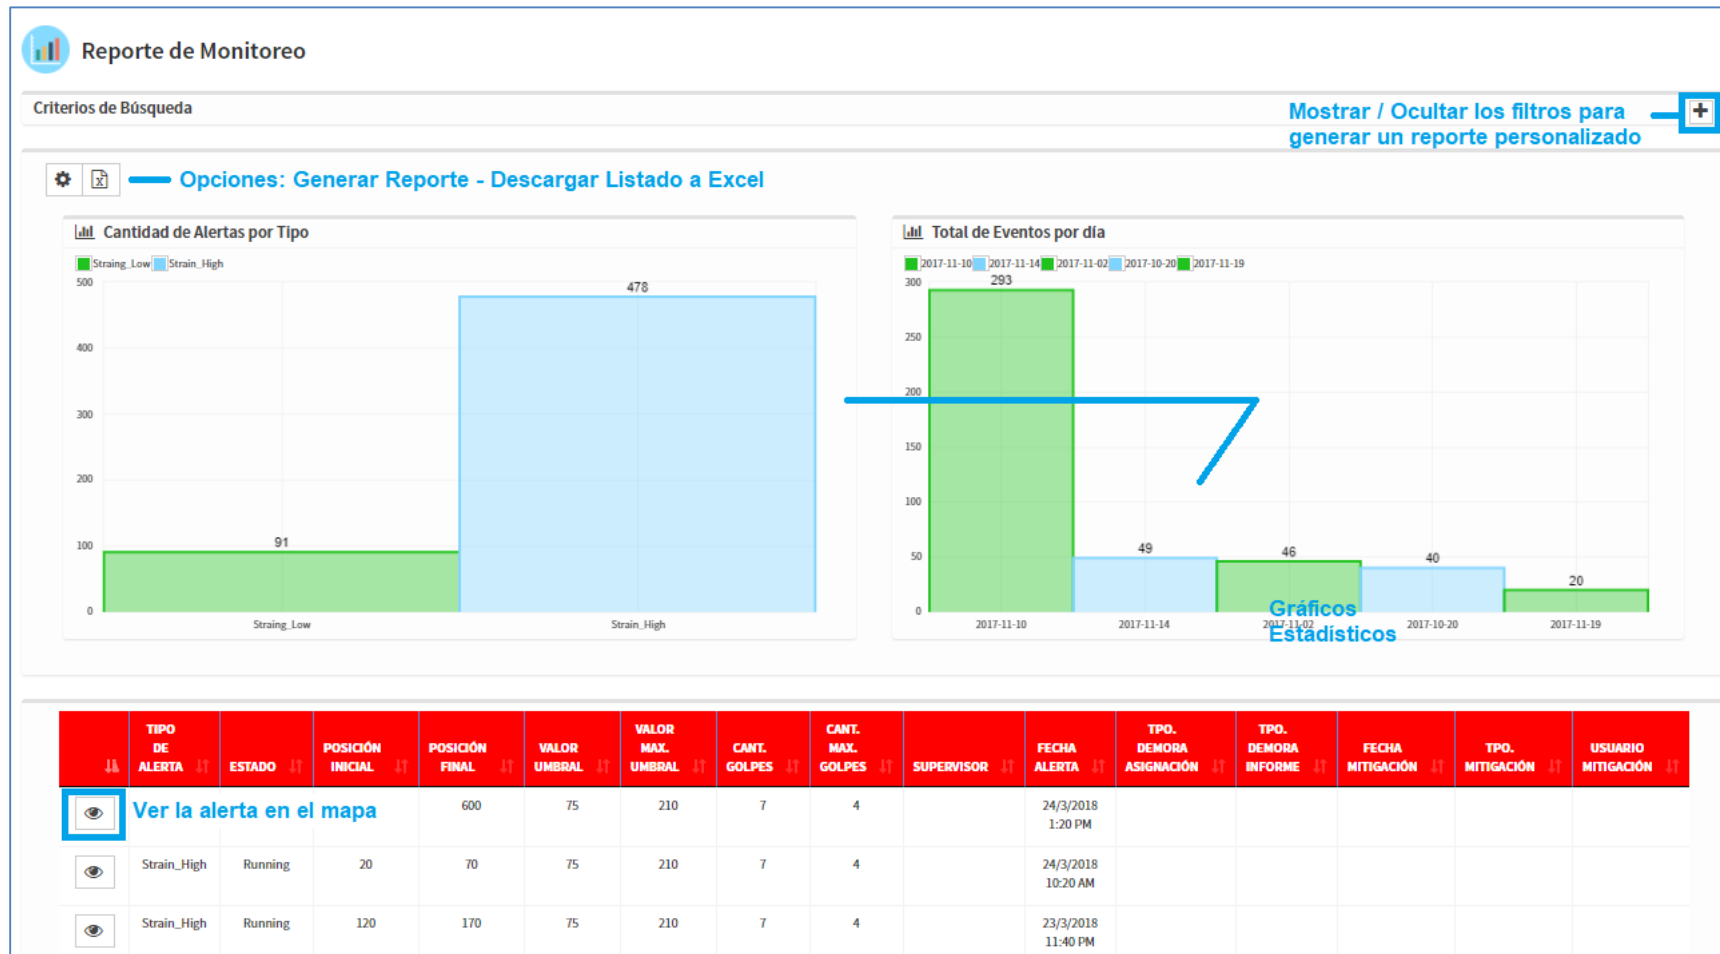 Reporte de Monitoreo
Criterios de Búsqueda
Mostrar / Ocultar los filtros para
generar un reporte personalizado
Opciones: Generar Reporte - Descargar Listado a Excel
Cantidad de Alertas por Tipo
Straing_Low Strain_High
500
400
300
200
100
0
91
478
Straing_Low Strain_High
Total de Eventos por día
2017-11-10 2017-11-14 2017-11-02 2017-10-20 2017-11-19
300
250
200
150
100
50
0
293
49
46
40
20
2017-11-10 2017-11-14 2017-11-02 2017-10-20 2017-11-19
Gráficos
Estadísticos
TIPO DE ALERTA ESTADO POSICIÓN INICIAL POSICIÓN FINAL VALOR UMBRAL VALOR MAX. UMBRAL CANT. GOLPES CANT. MAX. GOLPES SUPERVISOR FECHA ALERTA TPO. DEMORA ASIGNACIÓN TPO. DEMORA INFORME FECHA MITIGACIÓN TPO. MITIGACIÓN USUARIO MITIGACIÓN
Ver la alerta en el mapa 600 75 210 7 4 24/3/2018 1:20 PM
Strain_High Running 20 70 75 210 7 4 24/3/2018 10:20 AM
Strain_High Running 120 170 75 210 7 4 23/3/2018 11:40 PM